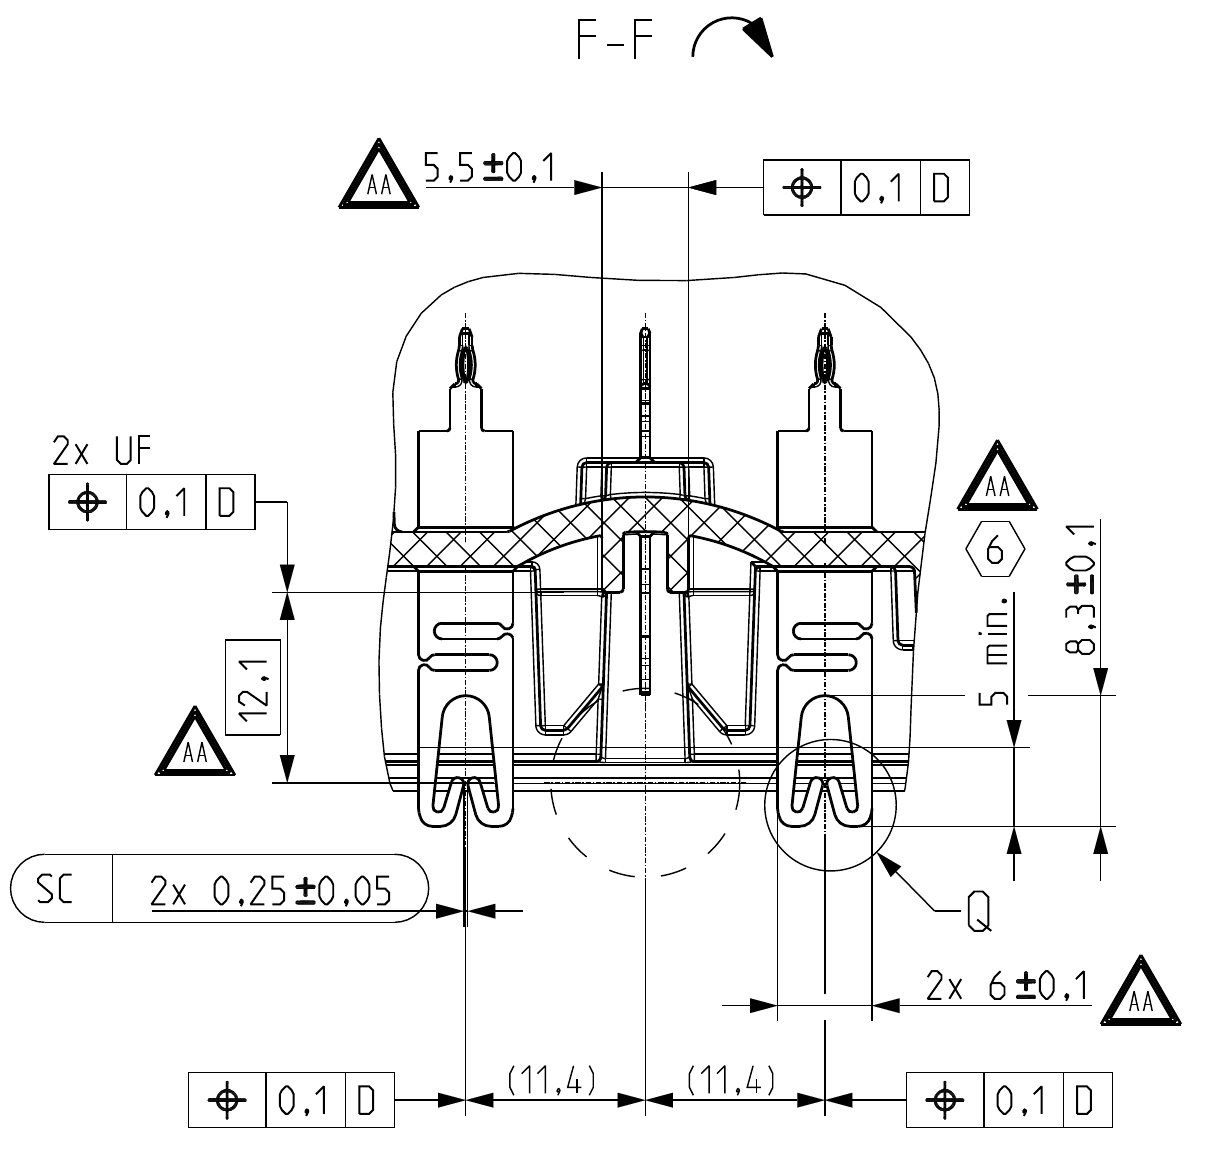 F-F
AA 5,5±0,1 ⌖ 0,1 D
2x UF
⌖ 0,1 D
AA
6
5 min.
8,3±0,1
12,1
AA
SC 2x 0,25±0,05
Q
2x 6±0,1 AA
(11,4) (11,4)
⌖ 0,1 D ⌖ 0,1 D